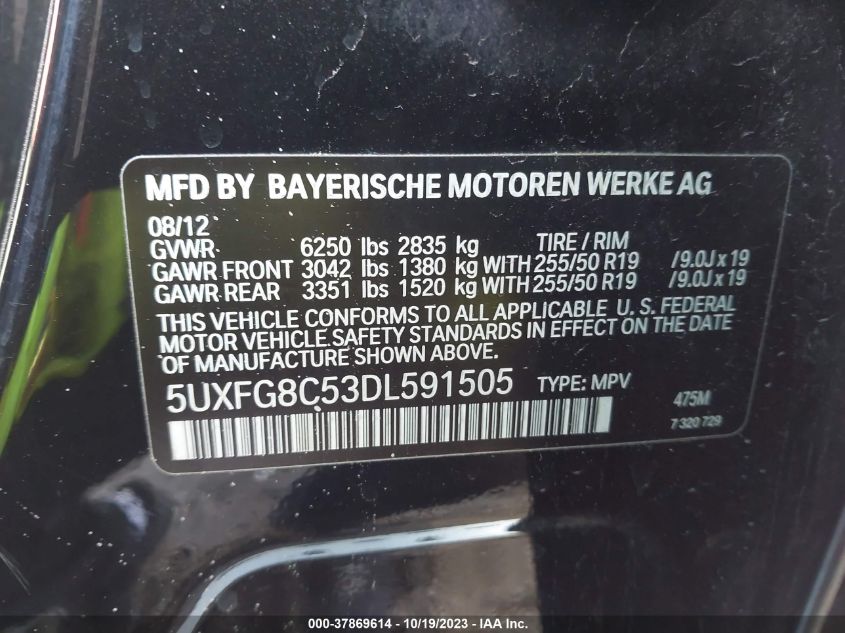 MFD BY BAYERISCHE MOTOREN WERKE AG
08/12
GVWR 6250 lbs 2835 kg TIRE / RIM
GAWR FRONT 3042 lbs 1380 kg WITH 255/50 R19 /9.0J x 19
GAWR REAR 3351 lbs 1520 kg WITH 255/50 R19 /9.0J x 19
THIS VEHICLE CONFORMS TO ALL APPLICABLE U. S. FEDERAL
MOTOR VEHICLE SAFETY STANDARDS IN EFFECT ON THE DATE
OF MANUFACTURE SHOWN ABOVE.
5UXFG8C53DL591505 TYPE: MPV 475M
7 320 729
000-37869614 - 10/19/2023 - IAA Inc.